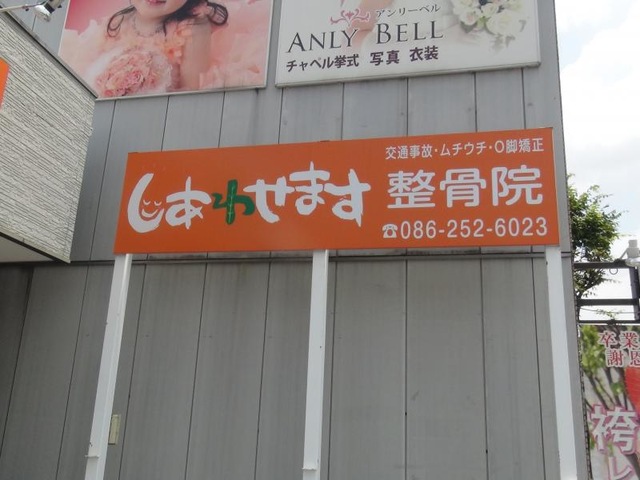 アンリーベル
ANLY BELL
チャペル挙式 写真 衣装
交通事故・ムチウチ・O脚矯正
しあわせます 整骨院
☎086-252-6023
卒業
謝恩
袴レ